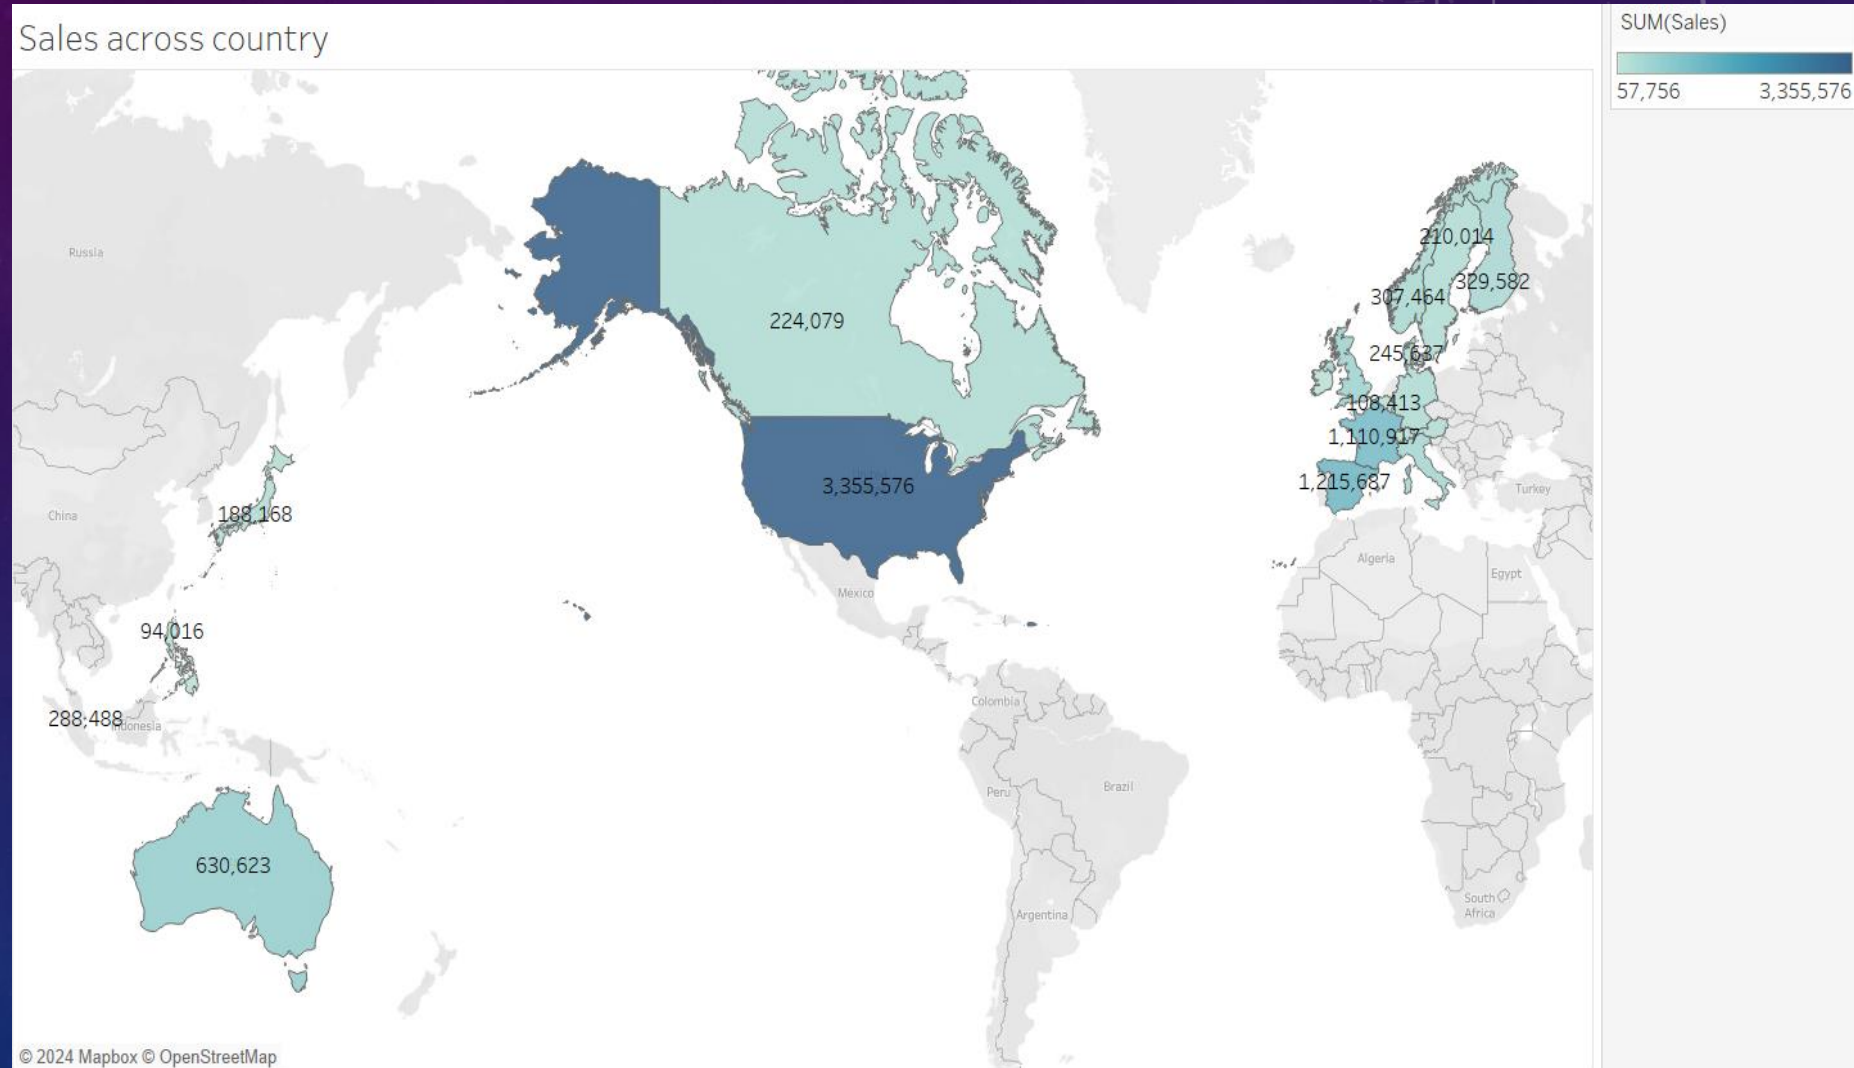 Sales across country
SUM(Sales)
57,756 3,355,576
Russia
210,014
329,582
307,464
224,079
245,637
108,413
1,110,917
3,355,576
1,215,687
Turkey
China
188,168
Algeria
Egypt
Mexico
94,016
Colombia
288,488
Indonesia
Peru
Brazil
630,623
South
Africa
Argentina
© 2024 Mapbox © OpenStreetMap